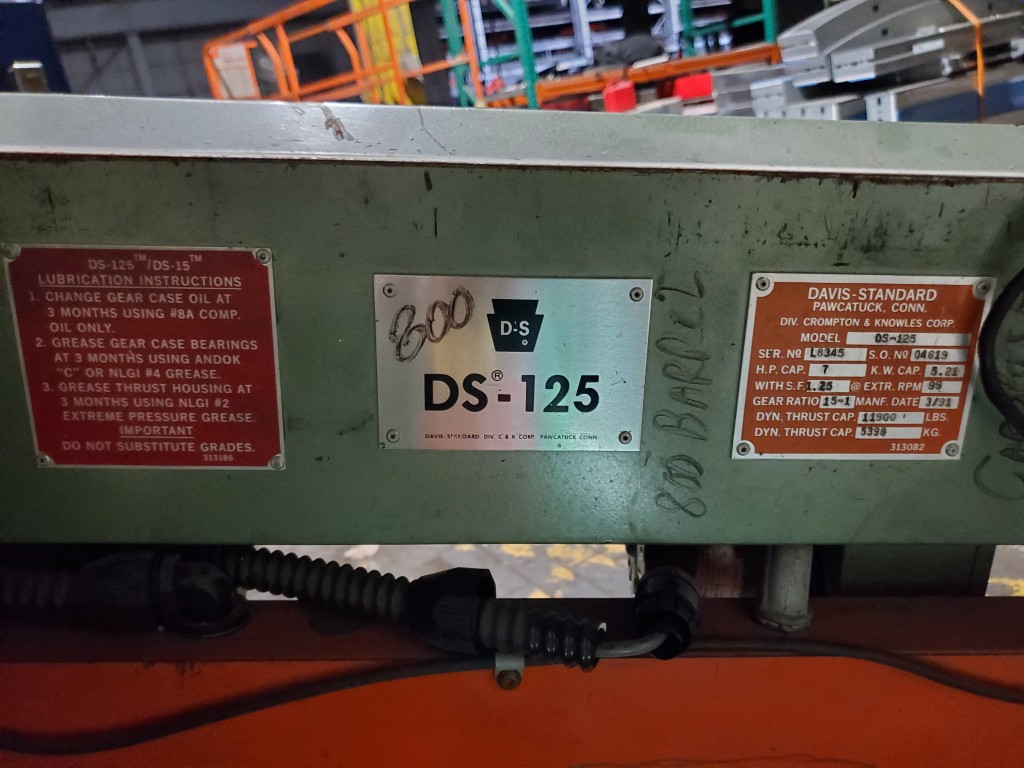 DS-125™/DS-15™
LUBRICATION INSTRUCTIONS
1. CHANGE GEAR CASE OIL AT
3 MONTHS USING #8A COMP.
OIL ONLY.
2. GREASE GEAR CASE BEARINGS
AT 3 MONTHS USING ANDOK
"C" OR NLGI #4 GREASE.
3. GREASE THRUST HOUSING AT
3 MONTHS USING NLGI #2
EXTREME PRESSURE GREASE.
IMPORTANT
DO NOT SUBSTITUTE GRADES.
313186
800
D-S
DS®-125
DAVIS-STANDARD DIV. C & K CORP. PAWCATUCK CONN
800 BARREL
DAVIS-STANDARD
PAWCATUCK, CONN.
DIV. CROMPTON & KNOWLES CORP.
MODEL DS-125
SER. NO L8345 S.O. NO 04619
H.P. CAP. 7 K.W. CAP. 5.21
WITH S.F. 1.25 @ EXTR. RPM 99
GEAR RATIO 15-1 MANF. DATE 3/91
DYN. THRUST CAP. 11900 LBS.
DYN. THRUST CAP. 5398 KG.
313082